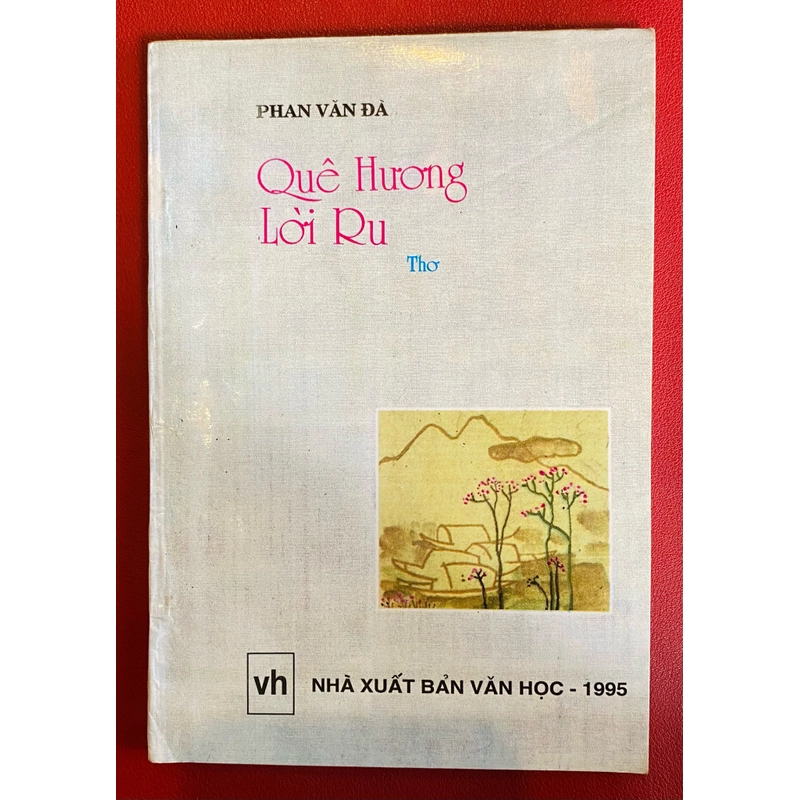 PHAN VĂN ĐÀ
Quê Hương
Lời Ru
Thơ
vh
NHÀ XUẤT BẢN VĂN HỌC - 1995